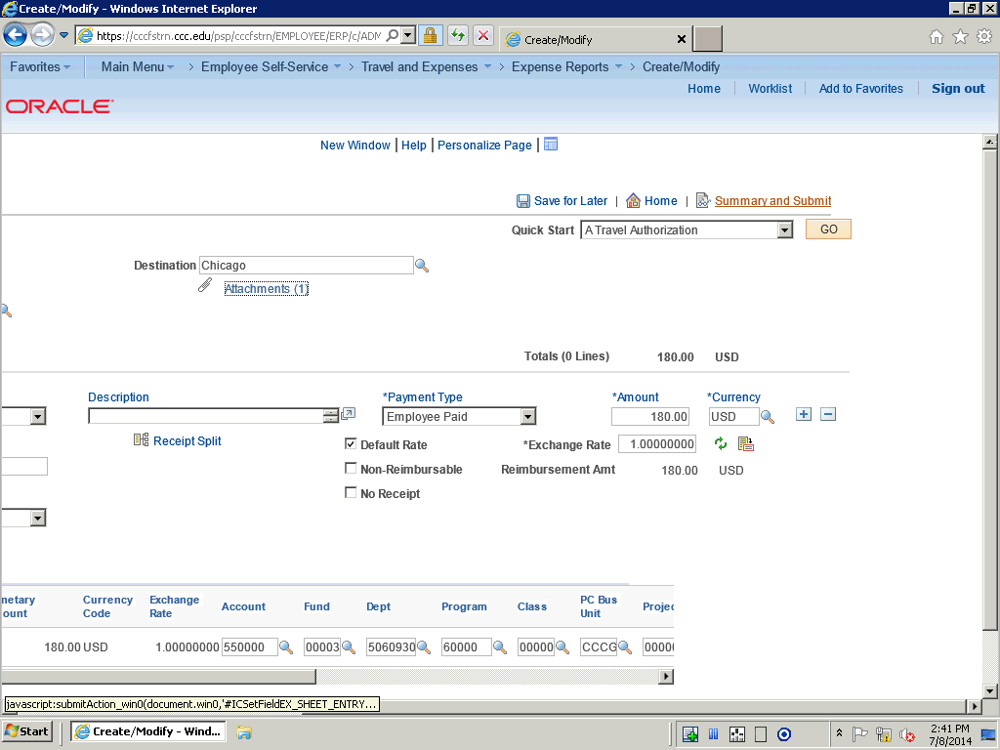 Create/Modify - Windows Internet Explorer
https://cccfstrn.ccc.edu/psp/cccfstrn/EMPLOYEE/ERP/c/ADM
Create/Modify
Favorites
Main Menu > Employee Self-Service > Travel and Expenses > Expense Reports > Create/Modify
Home Worklist Add to Favorites Sign out
ORACLE
New Window | Help | Personalize Page |
Save for Later | Home | Summary and Submit
Quick Start A Travel Authorization GO
Destination Chicago
Attachments (1)
Totals (0 Lines) 180.00 USD
Description *Payment Type *Amount *Currency
Employee Paid 180.00 USD
Receipt Split
Default Rate *Exchange Rate 1.00000000
Non-Reimbursable Reimbursement Amt 180.00 USD
No Receipt
netary ount Currency Code Exchange Rate Account Fund Dept Program Class PC Bus Unit Projec
180.00 USD 1.00000000 550000 00003 5060930 60000 00000 CCCG 0000
javascript:submitAction_win0(document.win0,'#ICSetFieldEX_SHEET_ENTRY...
Start Create/Modify - Wind...
2:41 PM
7/8/2014